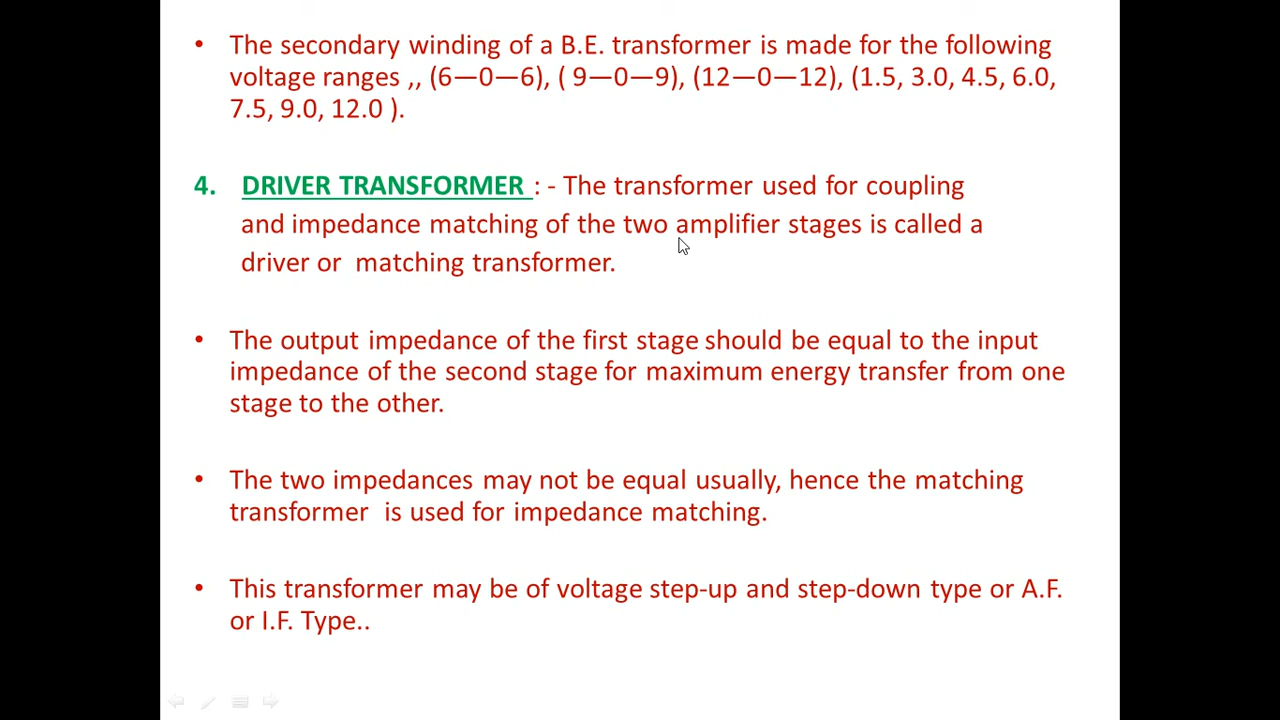 • The secondary winding of a B.E. transformer is made for the following
voltage ranges ,, (6—0—6), ( 9—0—9), (12—0—12), (1.5, 3.0, 4.5, 6.0,
7.5, 9.0, 12.0 ).
4. DRIVER TRANSFORMER : - The transformer used for coupling
and impedance matching of the two amplifier stages is called a
driver or matching transformer.
• The output impedance of the first stage should be equal to the input
impedance of the second stage for maximum energy transfer from one
stage to the other.
• The two impedances may not be equal usually, hence the matching
transformer is used for impedance matching.
• This transformer may be of voltage step-up and step-down type or A.F.
or I.F. Type..